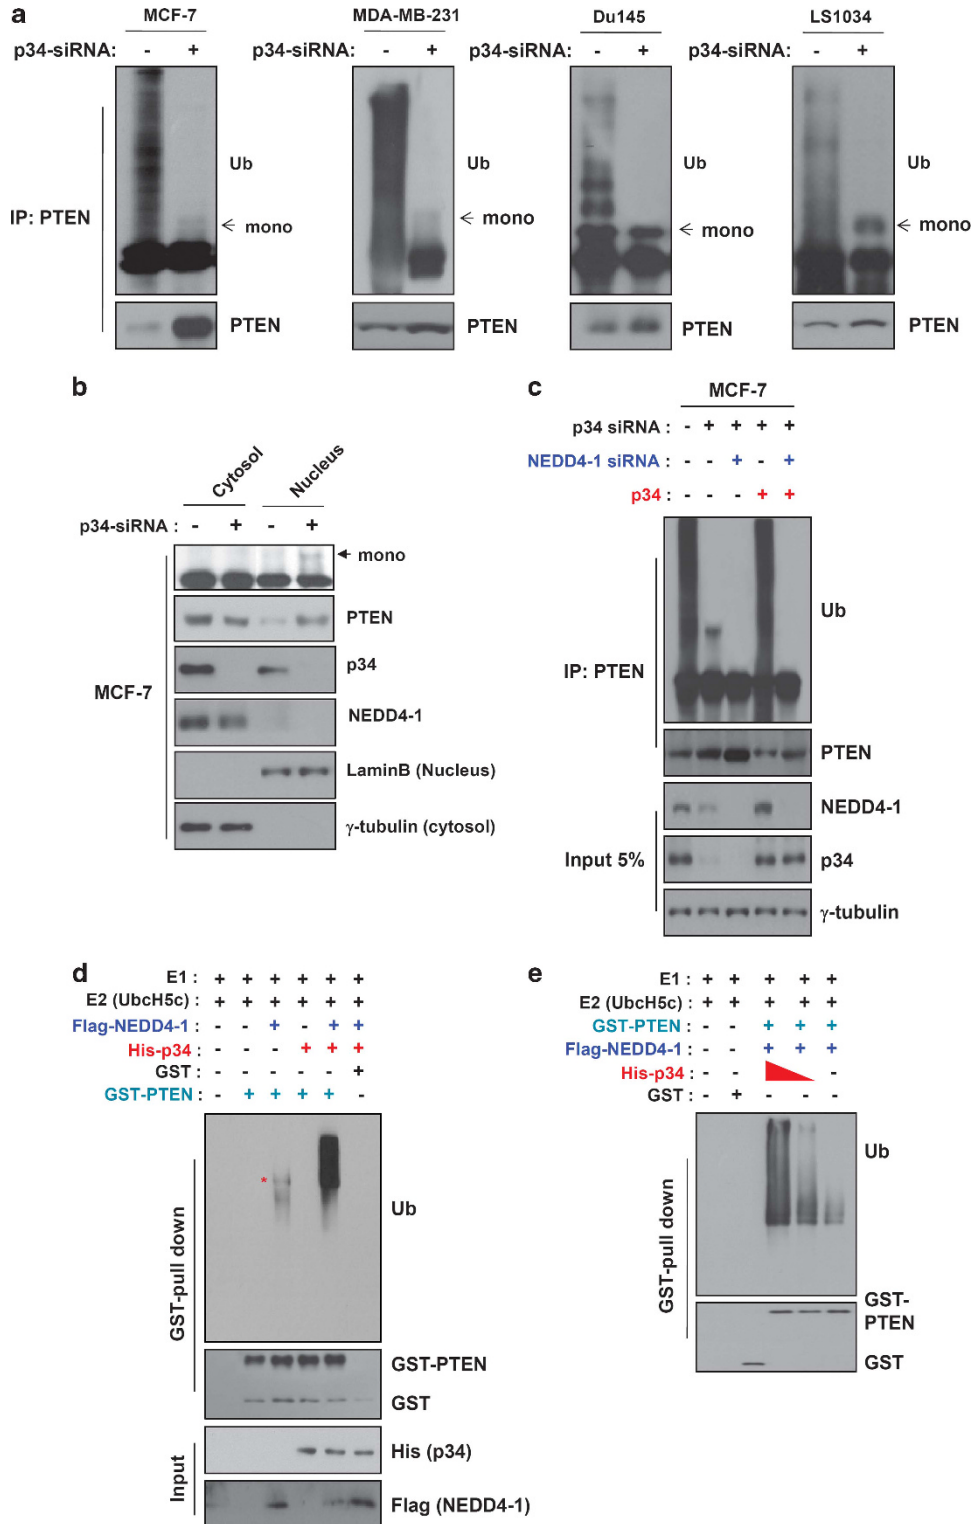 a
MCF-7 MDA-MB-231 Du145 LS1034
p34-siRNA: - + p34-siRNA: - + p34-siRNA: - + p34-siRNA: - +
Ub Ub Ub Ub
IP: PTEN
mono mono mono mono
PTEN PTEN PTEN PTEN
b
Cytosol Nucleus
p34-siRNA : - + - +
mono
PTEN
p34
MCF-7
NEDD4-1
LaminB (Nucleus)
γ-tubulin (cytosol)
c
MCF-7
p34 siRNA : - + + + +
NEDD4-1 siRNA : - - + - +
p34 : - - - + +
Ub
IP: PTEN
PTEN
NEDD4-1
Input 5%
p34
γ-tubulin
d
E1 : + + + + + +
E2 (UbcH5c) : + + + + + +
Flag-NEDD4-1 : - - + - + +
His-p34 : - - - + + +
GST : - - - - - +
GST-PTEN : - + + + + -
*
Ub
GST-pull down
GST-PTEN
GST
Input
His (p34)
Flag (NEDD4-1)
e
E1 : + + + + +
E2 (UbcH5c) : + + + + +
GST-PTEN : - - + + +
Flag-NEDD4-1 : - - + + +
His-p34 : - - -
GST : - + - - -
Ub
GST-pull down
GST-PTEN
GST